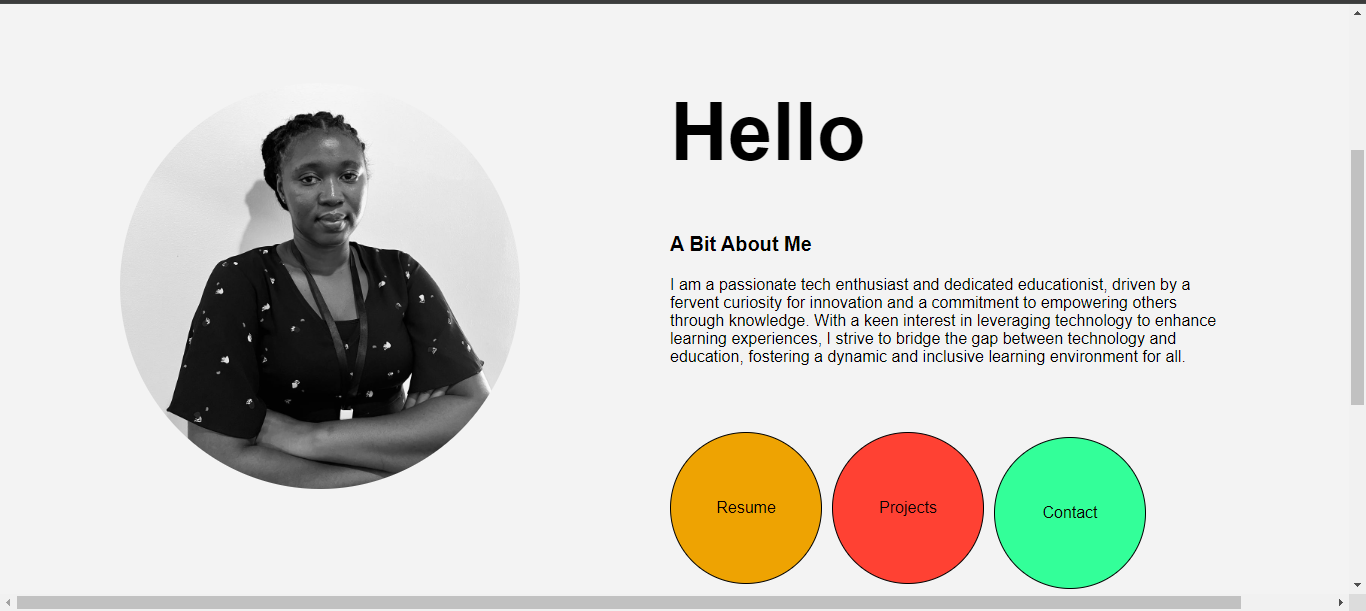 Hello
A Bit About Me
I am a passionate tech enthusiast and dedicated educationist, driven by a
fervent curiosity for innovation and a commitment to empowering others
through knowledge. With a keen interest in leveraging technology to enhance
learning experiences, I strive to bridge the gap between technology and
education, fostering a dynamic and inclusive learning environment for all.
Resume
Projects
Contact